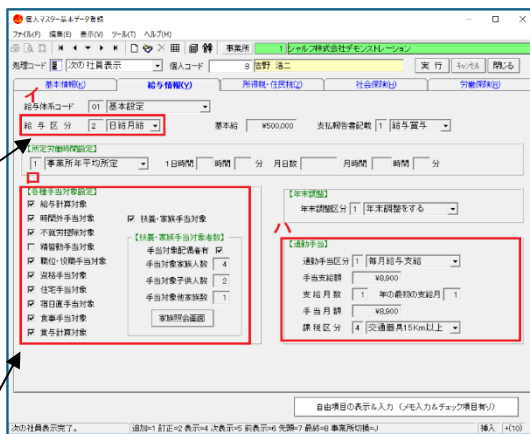 個人マスター基本データ登録
ファイル(F) 編集(E) 表示(V) ツール(T) ヘルプ(H)
事業所 1 シャルフ株式会社デモンストレーション
処理コード 次の社員表示 個人コード 8 吉野 浩二 実行 キャンセル 閉じる
イ
基本情報(K) 給与情報(Y) 所得税・住民税(Z) 社会保険(H) 労働保険(R)
給与体系コード 01 基本設定
給与区分 2 日給月給 基本給 ¥500,000 支払報告書記載 1 給与賞与
【所定労働時間設定】
1 事業所年平均所定 1日時間 時間 分 月日数 月時間 時間 分
ロ
【各種手当対象設定】
給与計算対象
時間外手当対象
不就労控除対象
精皆勤手当対象
職位・役職手当対象
資格手当対象
住宅手当対象
宿日直手当対象
食事手当対象
賞与計算対象
扶養・家族手当対象
【扶養・家族手当対象者数】
手当対象配偶者有
手当対象家族人数 4
手当対象子供人数 2
手当対象他家族数 1
家族照会画面
【年末調整】
年末調整区分 1 年末調整をする
ハ
【通勤手当】
通勤手当区分 1 毎月給与支給
手当支給額 ¥8,900
支給月数 1 年の最初の支給月 1
手当月額 ¥8,900
課税区分 4 交通器具15Km以上
自由項目の表示&入力 (メモ入力&チェック項目有り)
次の社員表示完了。 追加=1 訂正=2 表示=4 次表示=5 前表示=6 先頭=7 最終=8 事業所切換=J 挿入 +(10)